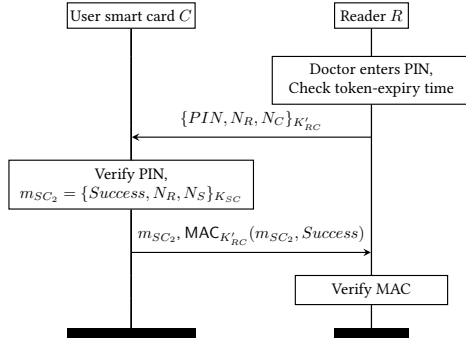 User smart card C
Reader R
Doctor enters PIN,
Check token-expiry time
{PIN, N_R, N_C}_{K'_{RC}}
Verify PIN,
m_{SC_2} = {Success, N_R, N_S}_{K_{SC}}
m_{SC_2}, MAC_{K'_{RC}}(m_{SC_2}, Success)
Verify MAC